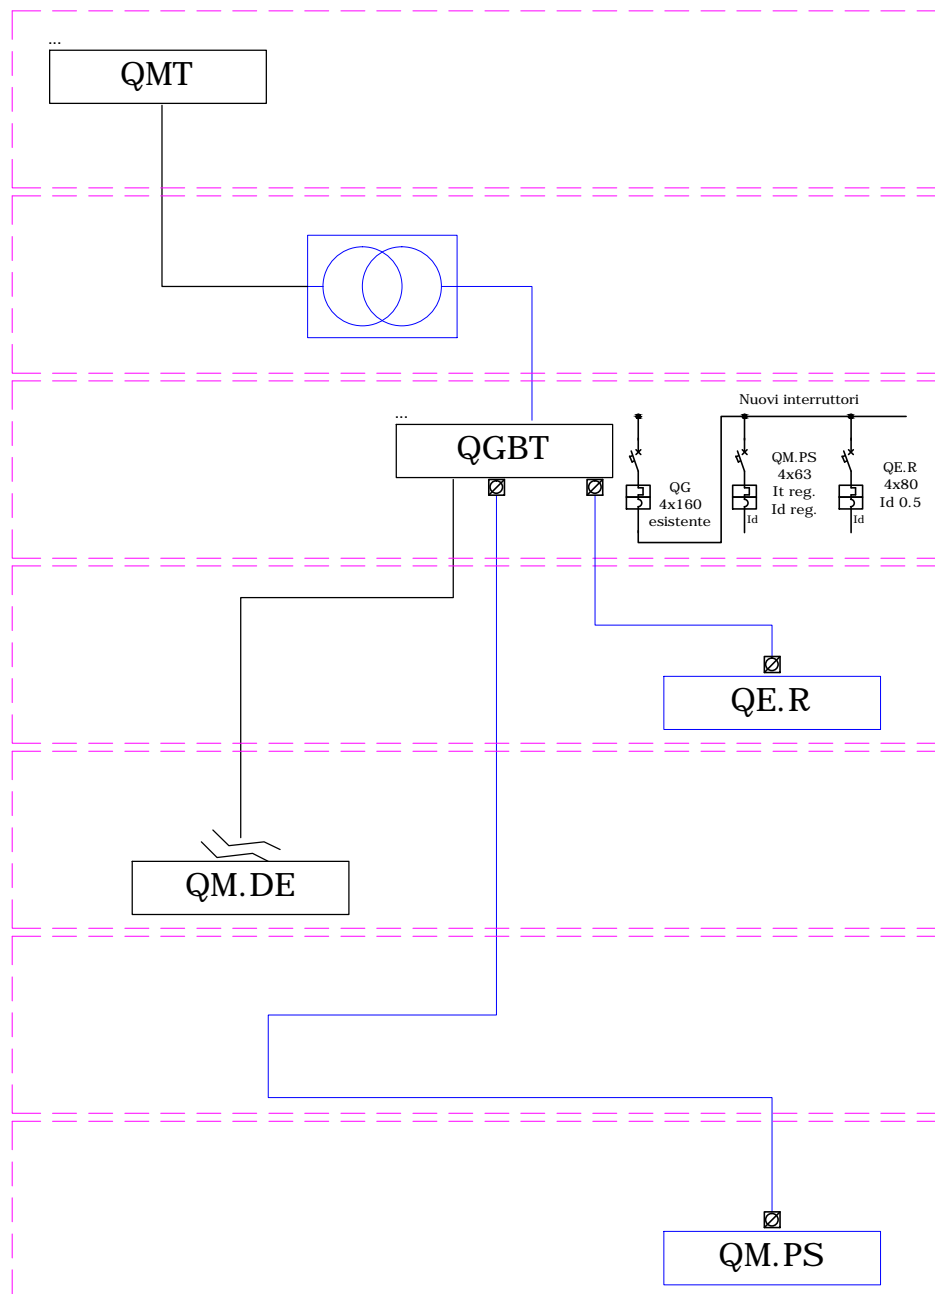 ...
QMT
Nuovi interruttori
...
QGBT
QG
4x160
esistente
QM.PS
4x63
It reg.
Id reg.
Id
QE.R
4x80
Id 0.5
Id
QE.R
QM.DE
QM.PS